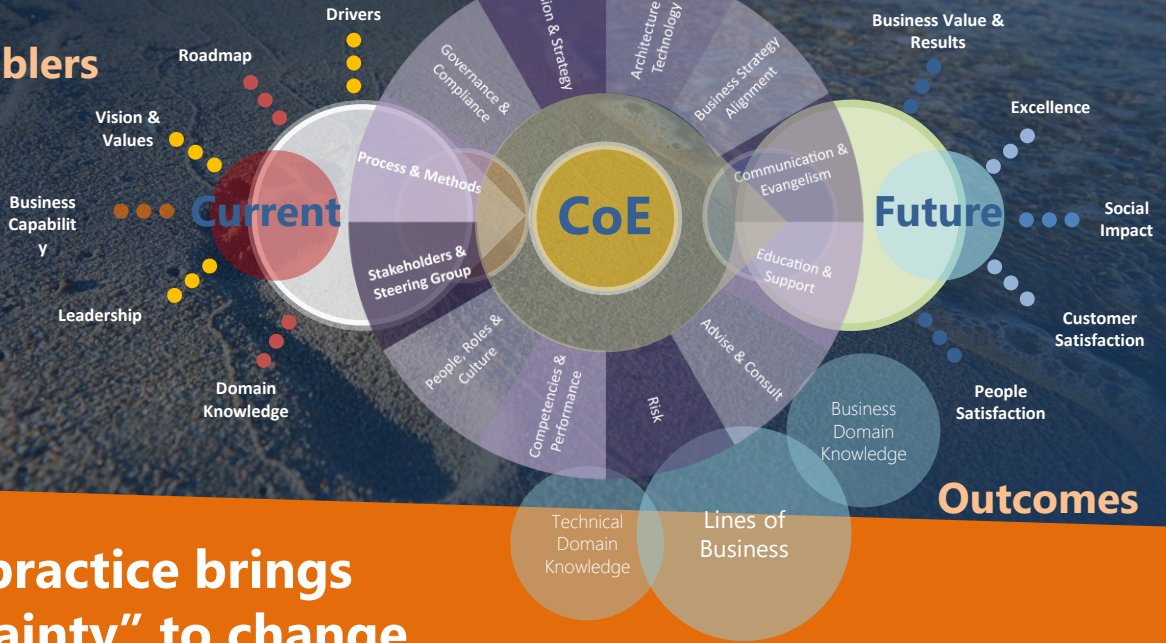 Drivers
blers
Roadmap
Vision &
Values
Business
Capabilit
y
Leadership
Domain
Knowledge
Current
CoE
Future
ion & Strategy
Architecture
Technology
Governance &
Compliance
Business Strategy
Alignment
Process & Methods
Communication &
Evangelism
Stakeholders &
Steering Group
Education &
Support
People, Roles &
Culture
Advise & Consult
Competencies &
Performance
Risk
Business Value &
Results
Excellence
Social
Impact
Customer
Satisfaction
People
Satisfaction
Business
Domain
Knowledge
Outcomes
Technical
Domain
Knowledge
Lines of
Business
practice brings
ainty” to change